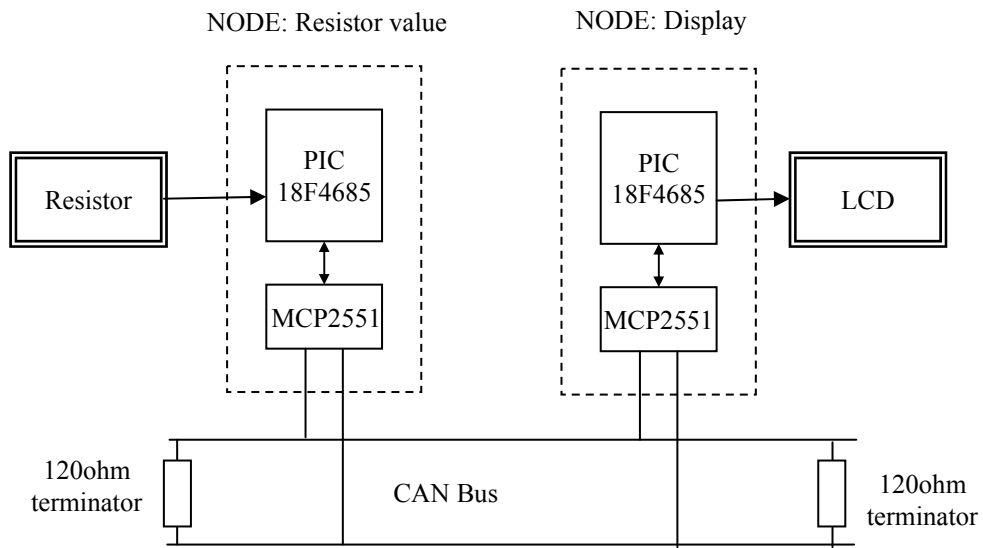 NODE: Resistor value
NODE: Display
Resistor
PIC
18F4685
PIC
18F4685
LCD
MCP2551
MCP2551
120ohm
terminator
CAN Bus
120ohm
terminator